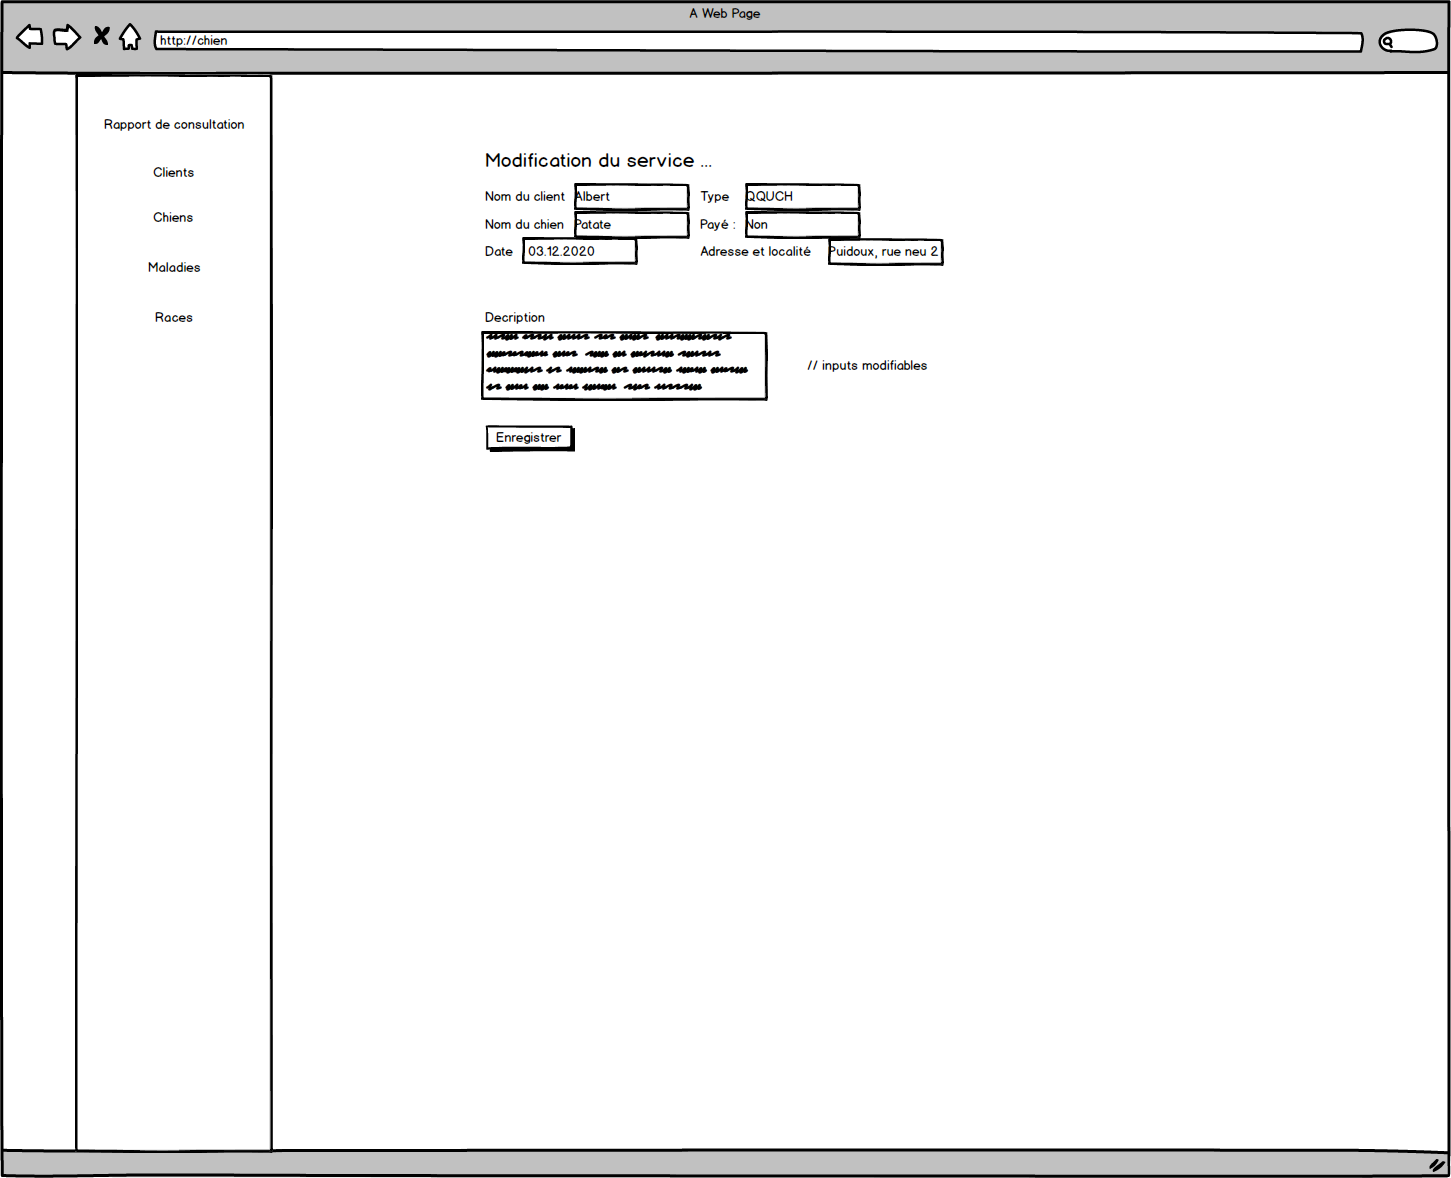 A Web Page
http://chien
Rapport de consultation
Clients
Chiens
Maladies
Races
Modification du service ...
Nom du client Albert Type QQUCH
Nom du chien Patate Payé : Non
Date 03.12.2020 Adresse et localité Puidoux, rue neu 2
Decription
// inputs modifiables
Enregistrer